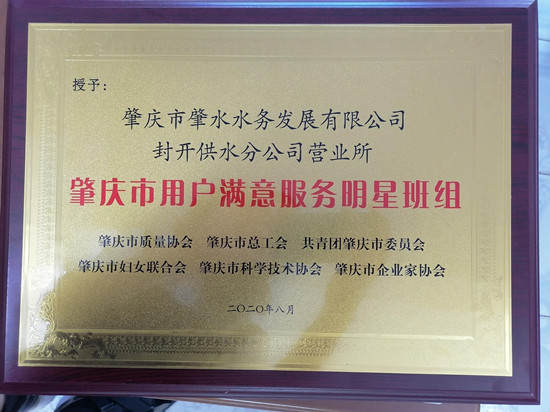 授予：
肇庆市肇水水务发展有限公司
封开供水分公司营业所
肇庆市用户满意服务明星班组
肇庆市质量协会 肇庆市总工会 共青团肇庆市委员会
肇庆市妇女联合会 肇庆市科学技术协会 肇庆市企业家协会
二〇二〇年八月